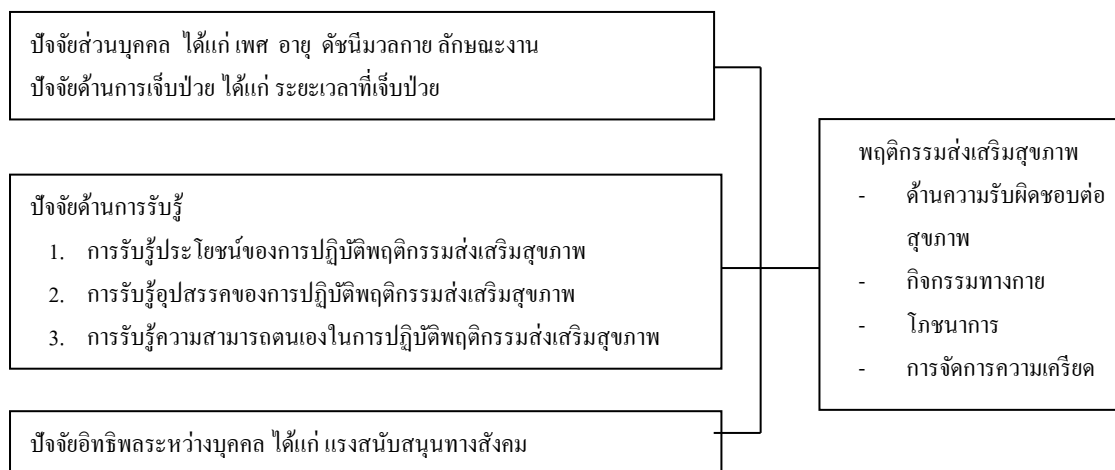 ปัจจัยส่วนบุคคล ได้แก่ เพศ อายุ ดัชนีมวลกาย ลักษณะงาน
ปัจจัยด้านการเจ็บป่วย ได้แก่ ระยะเวลาที่เจ็บป่วย
ปัจจัยด้านการรับรู้
1. การรับรู้ประโยชน์ของการปฏิบัติพฤติกรรมส่งเสริมสุขภาพ
2. การรับรู้อุปสรรคของการปฏิบัติพฤติกรรมส่งเสริมสุขภาพ
3. การรับรู้ความสามารถตนเองในการปฏิบัติพฤติกรรมส่งเสริมสุขภาพ
ปัจจัยอิทธิพลระหว่างบุคคล ได้แก่ แรงสนับสนุนทางสังคม
พฤติกรรมส่งเสริมสุขภาพ
- ด้านความรับผิดชอบต่อ
สุขภาพ
- กิจกรรมทางกาย
- โภชนาการ
- การจัดการความเครียด